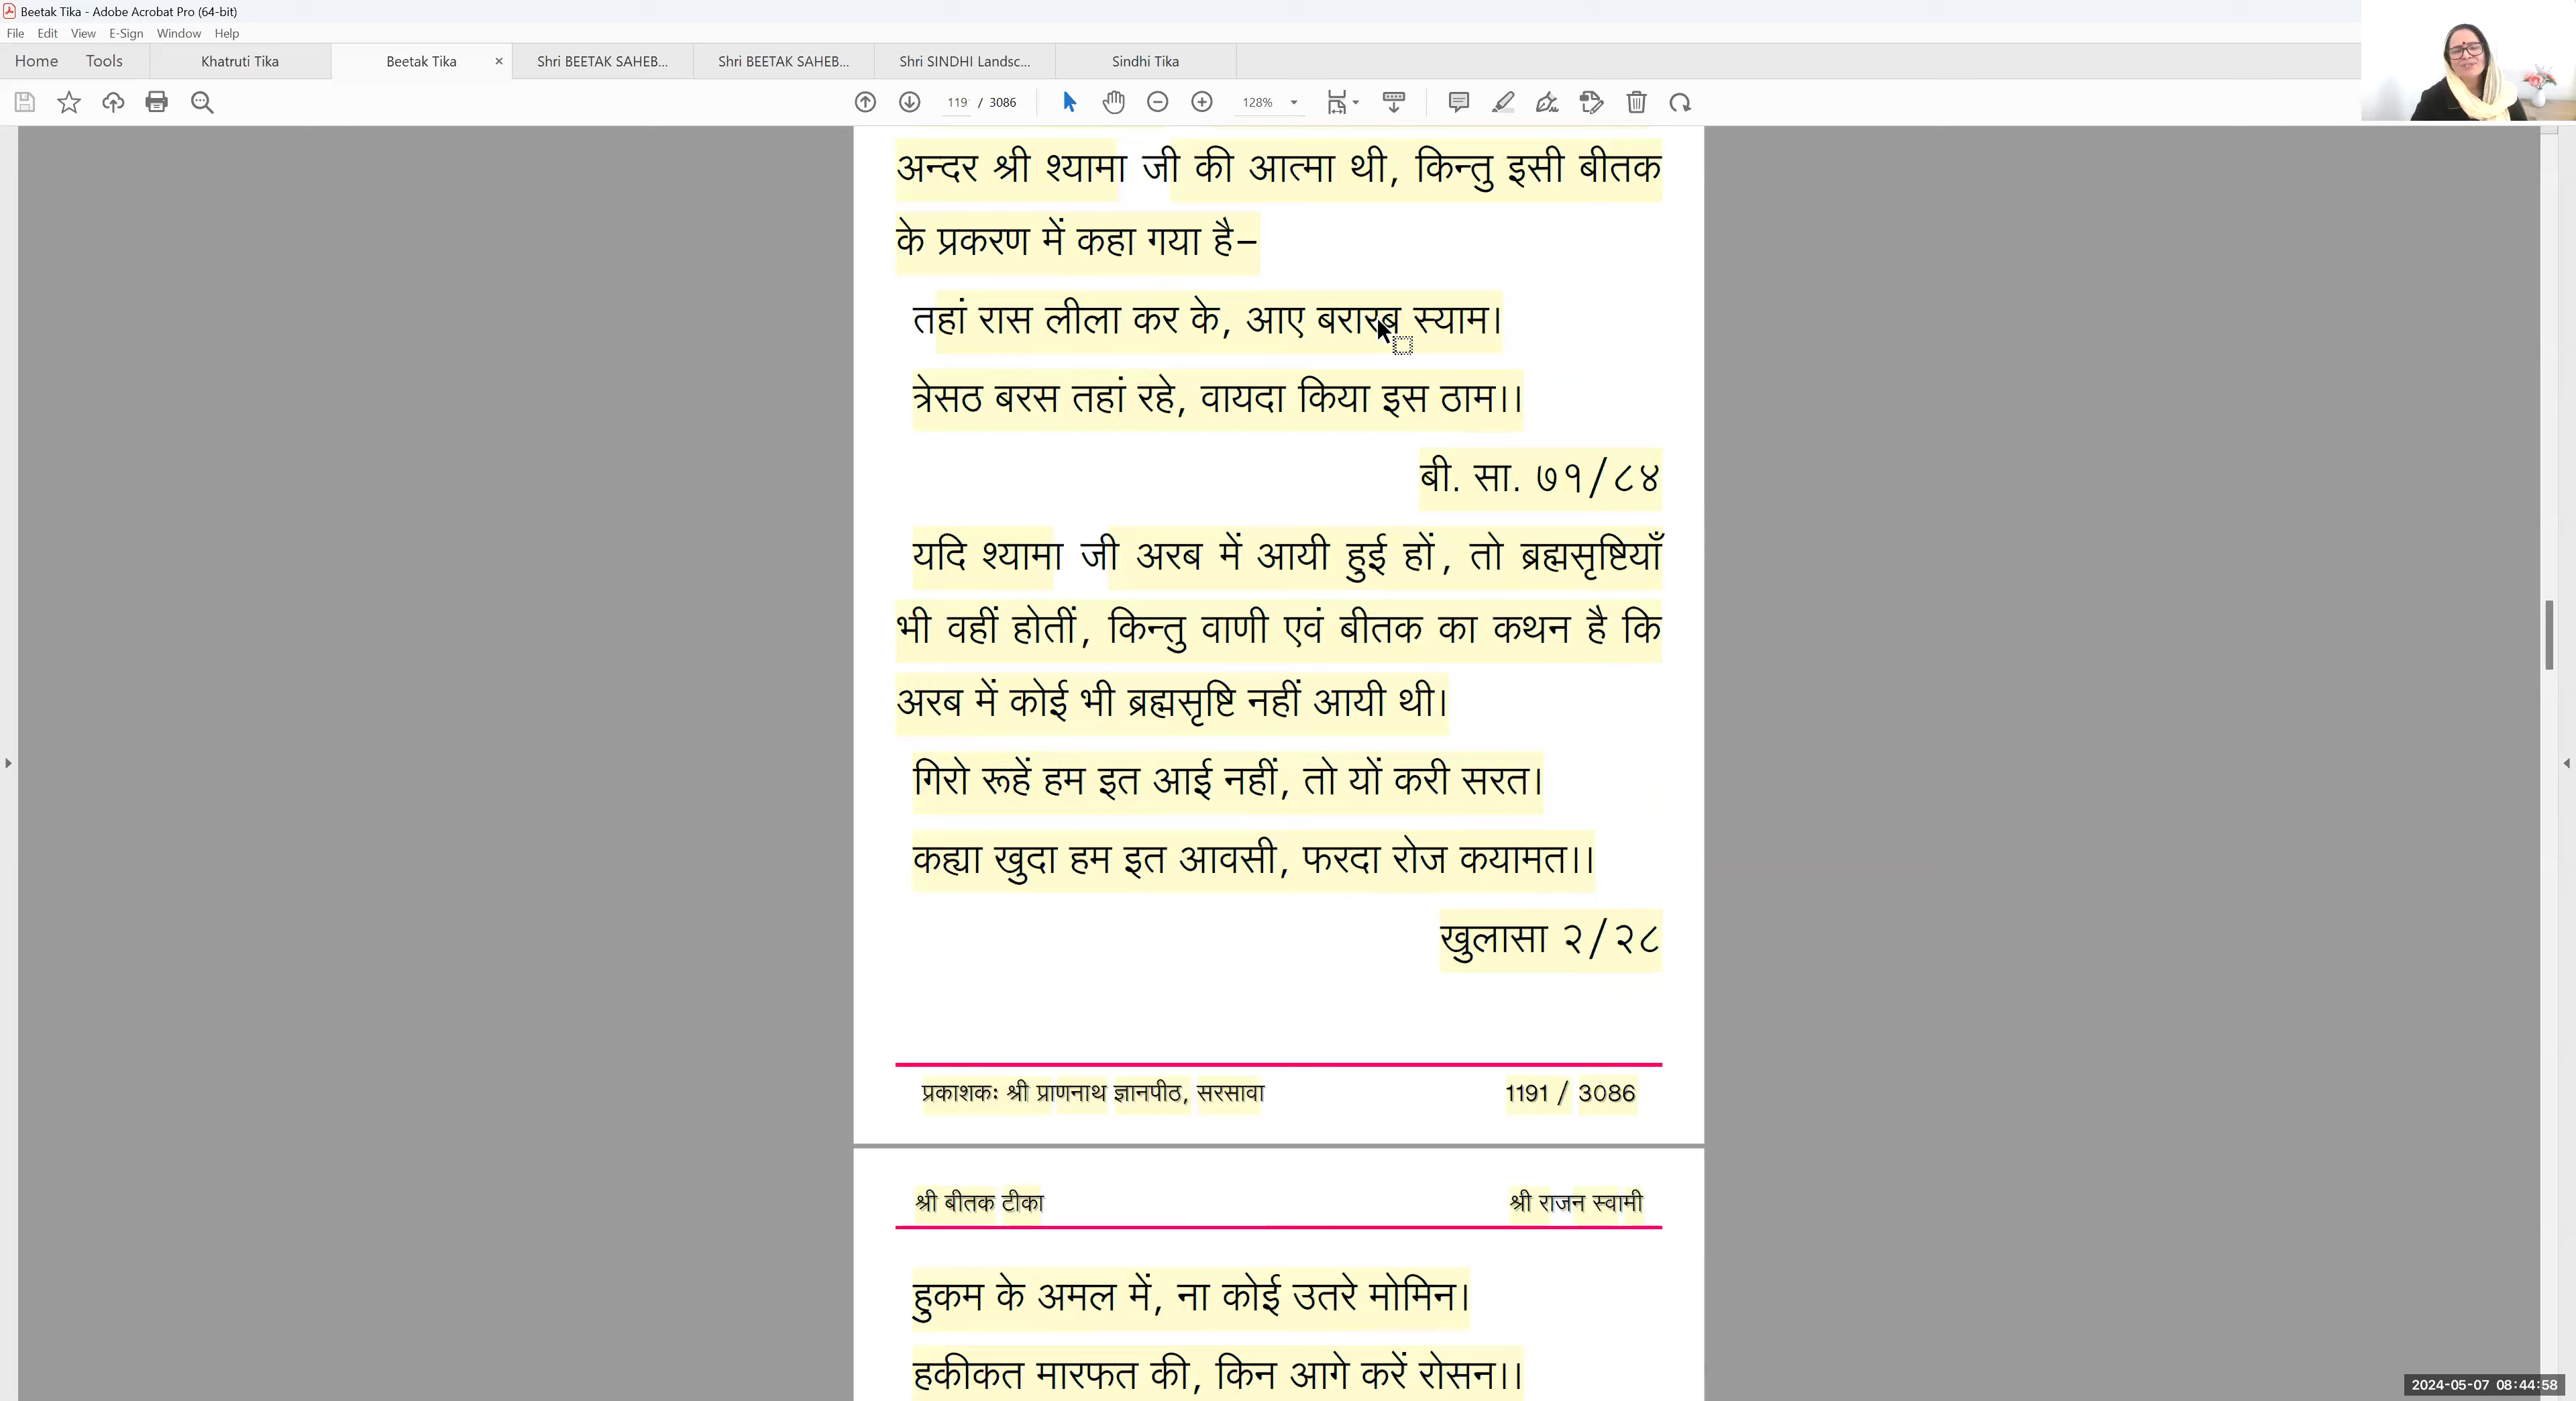 Beetak Tika - Adobe Acrobat Pro (64-bit)
File Edit View E-Sign Window Help
Home Tools Khatruti Tika Beetak Tika × Shri BEETAK SAHEB... Shri BEETAK SAHEB... Shri SINDHI Landsc... Sindhi Tika
119 / 3086 128%
अन्दर श्री श्यामा जी की आत्मा थी, किन्तु इसी बीतक
के प्रकरण में कहा गया है–
तहां रास लीला कर के, आए बरारब स्याम।
त्रेसठ बरस तहां रहे, वायदा किया इस ठाम।।
बी. सा. ७१/८४
यदि श्यामा जी अरब में आयी हुई हों, तो ब्रह्मसृष्टियाँ
भी वहीं होतीं, किन्तु वाणी एवं बीतक का कथन है कि
अरब में कोई भी ब्रह्मसृष्टि नहीं आयी थी।
गिरो रूहें हम इत आई नहीं, तो यों करी सरत।
कह्या खुदा हम इत आवसी, फरदा रोज कयामत।।
खुलासा २/२८
प्रकाशकः श्री प्राणनाथ ज्ञानपीठ, सरसावा 1191 / 3086
श्री बीतक टीका श्री राजन स्वामी
हुकम के अमल में, ना कोई उतरे मोमिन।
हकीकत मारफत की, किन आगे करें रोसन।।
2024-05-07 08:44:58